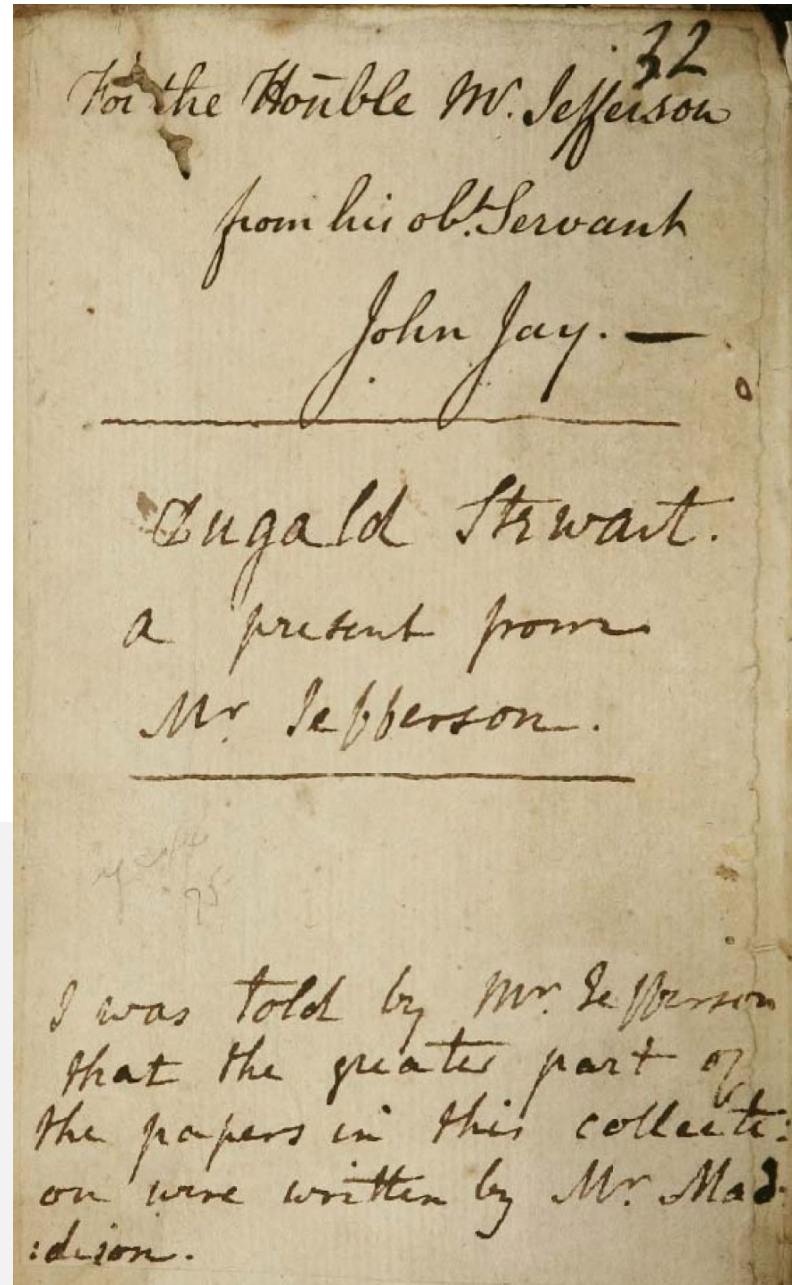 32
For the Honble Mr. Jefferson
from his obt. Servant
John Jay. —
Dugald Stewart.
a present from
Mr Jefferson.
75
I was told by Mr. Jefferson
that the greater part of
the papers in this collecti:
on were written by Mr. Mad
:dison.